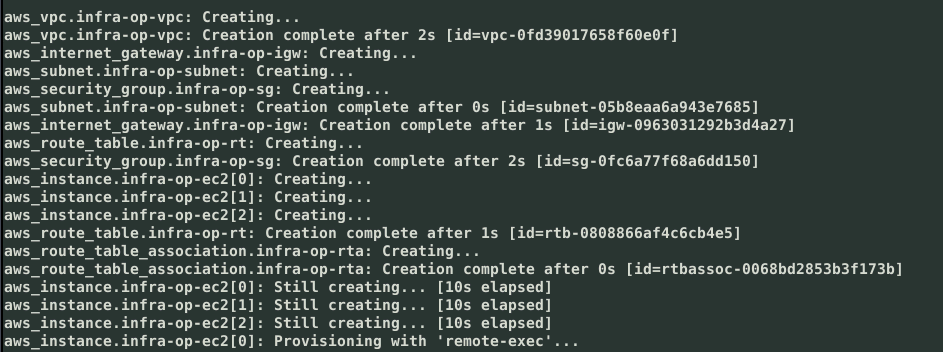 aws_vpc.infra-op-vpc: Creating...
aws_vpc.infra-op-vpc: Creation complete after 2s [id=vpc-0fd39017658f60e0f]
aws_internet_gateway.infra-op-igw: Creating...
aws_subnet.infra-op-subnet: Creating...
aws_security_group.infra-op-sg: Creating...
aws_subnet.infra-op-subnet: Creation complete after 0s [id=subnet-05b8eaa6a943e7685]
aws_internet_gateway.infra-op-igw: Creation complete after 1s [id=igw-0963031292b3d4a27]
aws_route_table.infra-op-rt: Creating...
aws_security_group.infra-op-sg: Creation complete after 2s [id=sg-0fc6a77f68a6dd150]
aws_instance.infra-op-ec2[0]: Creating...
aws_instance.infra-op-ec2[1]: Creating...
aws_instance.infra-op-ec2[2]: Creating...
aws_route_table.infra-op-rt: Creation complete after 1s [id=rtb-0808866af4c6cb4e5]
aws_route_table_association.infra-op-rta: Creating...
aws_route_table_association.infra-op-rta: Creation complete after 0s [id=rtbassoc-0068bd2853b3f173b]
aws_instance.infra-op-ec2[0]: Still creating... [10s elapsed]
aws_instance.infra-op-ec2[1]: Still creating... [10s elapsed]
aws_instance.infra-op-ec2[2]: Still creating... [10s elapsed]
aws_instance.infra-op-ec2[0]: Provisioning with 'remote-exec'...